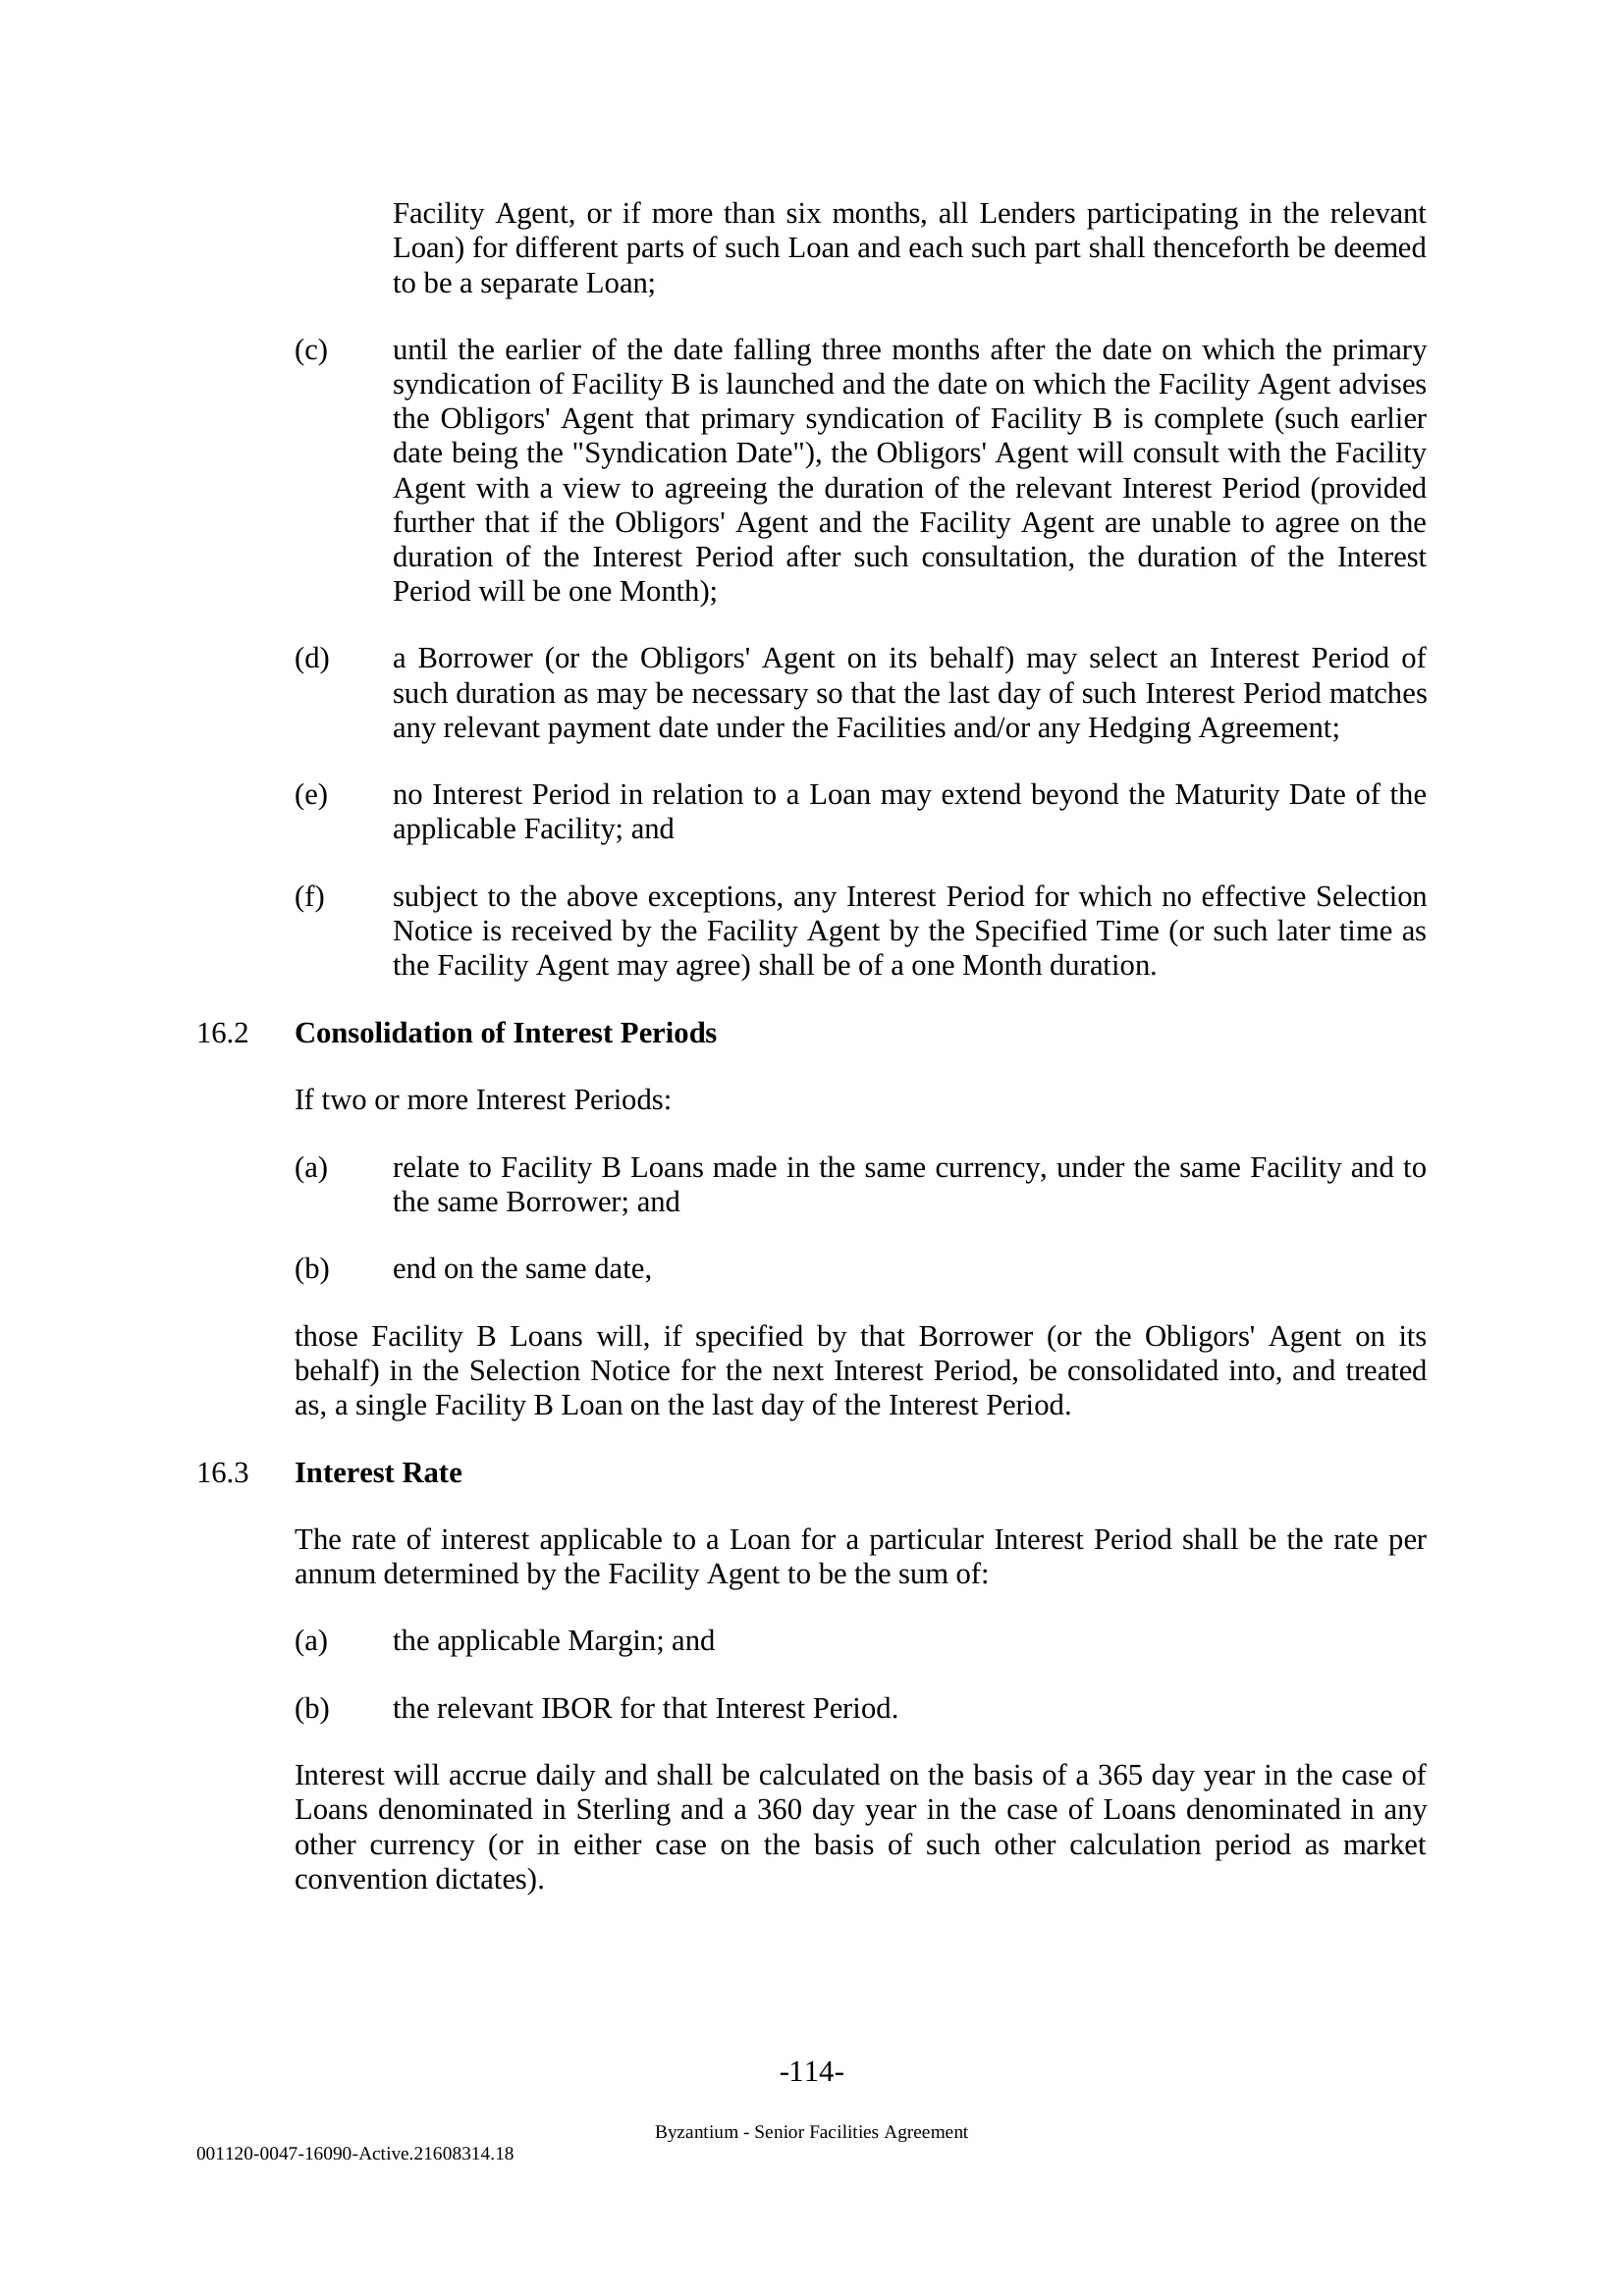 Facility Agent, or if more than six months, all Lenders participating in the relevant
Loan) for different parts of such Loan and each such part shall thenceforth be deemed
to be a separate Loan;
(c) until the earlier of the date falling three months after the date on which the primary
syndication of Facility B is launched and the date on which the Facility Agent advises
the Obligors' Agent that primary syndication of Facility B is complete (such earlier
date being the "Syndication Date"), the Obligors' Agent will consult with the Facility
Agent with a view to agreeing the duration of the relevant Interest Period (provided
further that if the Obligors' Agent and the Facility Agent are unable to agree on the
duration of the Interest Period after such consultation, the duration of the Interest
Period will be one Month);
(d) a Borrower (or the Obligors' Agent on its behalf) may select an Interest Period of
such duration as may be necessary so that the last day of such Interest Period matches
any relevant payment date under the Facilities and/or any Hedging Agreement;
(e) no Interest Period in relation to a Loan may extend beyond the Maturity Date of the
applicable Facility; and
(f) subject to the above exceptions, any Interest Period for which no effective Selection
Notice is received by the Facility Agent by the Specified Time (or such later time as
the Facility Agent may agree) shall be of a one Month duration.
16.2 Consolidation of Interest Periods
If two or more Interest Periods:
(a) relate to Facility B Loans made in the same currency, under the same Facility and to
the same Borrower; and
(b) end on the same date,
those Facility B Loans will, if specified by that Borrower (or the Obligors' Agent on its
behalf) in the Selection Notice for the next Interest Period, be consolidated into, and treated
as, a single Facility B Loan on the last day of the Interest Period.
16.3 Interest Rate
The rate of interest applicable to a Loan for a particular Interest Period shall be the rate per
annum determined by the Facility Agent to be the sum of:
(a) the applicable Margin; and
(b) the relevant IBOR for that Interest Period.
Interest will accrue daily and shall be calculated on the basis of a 365 day year in the case of
Loans denominated in Sterling and a 360 day year in the case of Loans denominated in any
other currency (or in either case on the basis of such other calculation period as market
convention dictates).
-114-
Byzantium - Senior Facilities Agreement
001120-0047-16090-Active.21608314.18